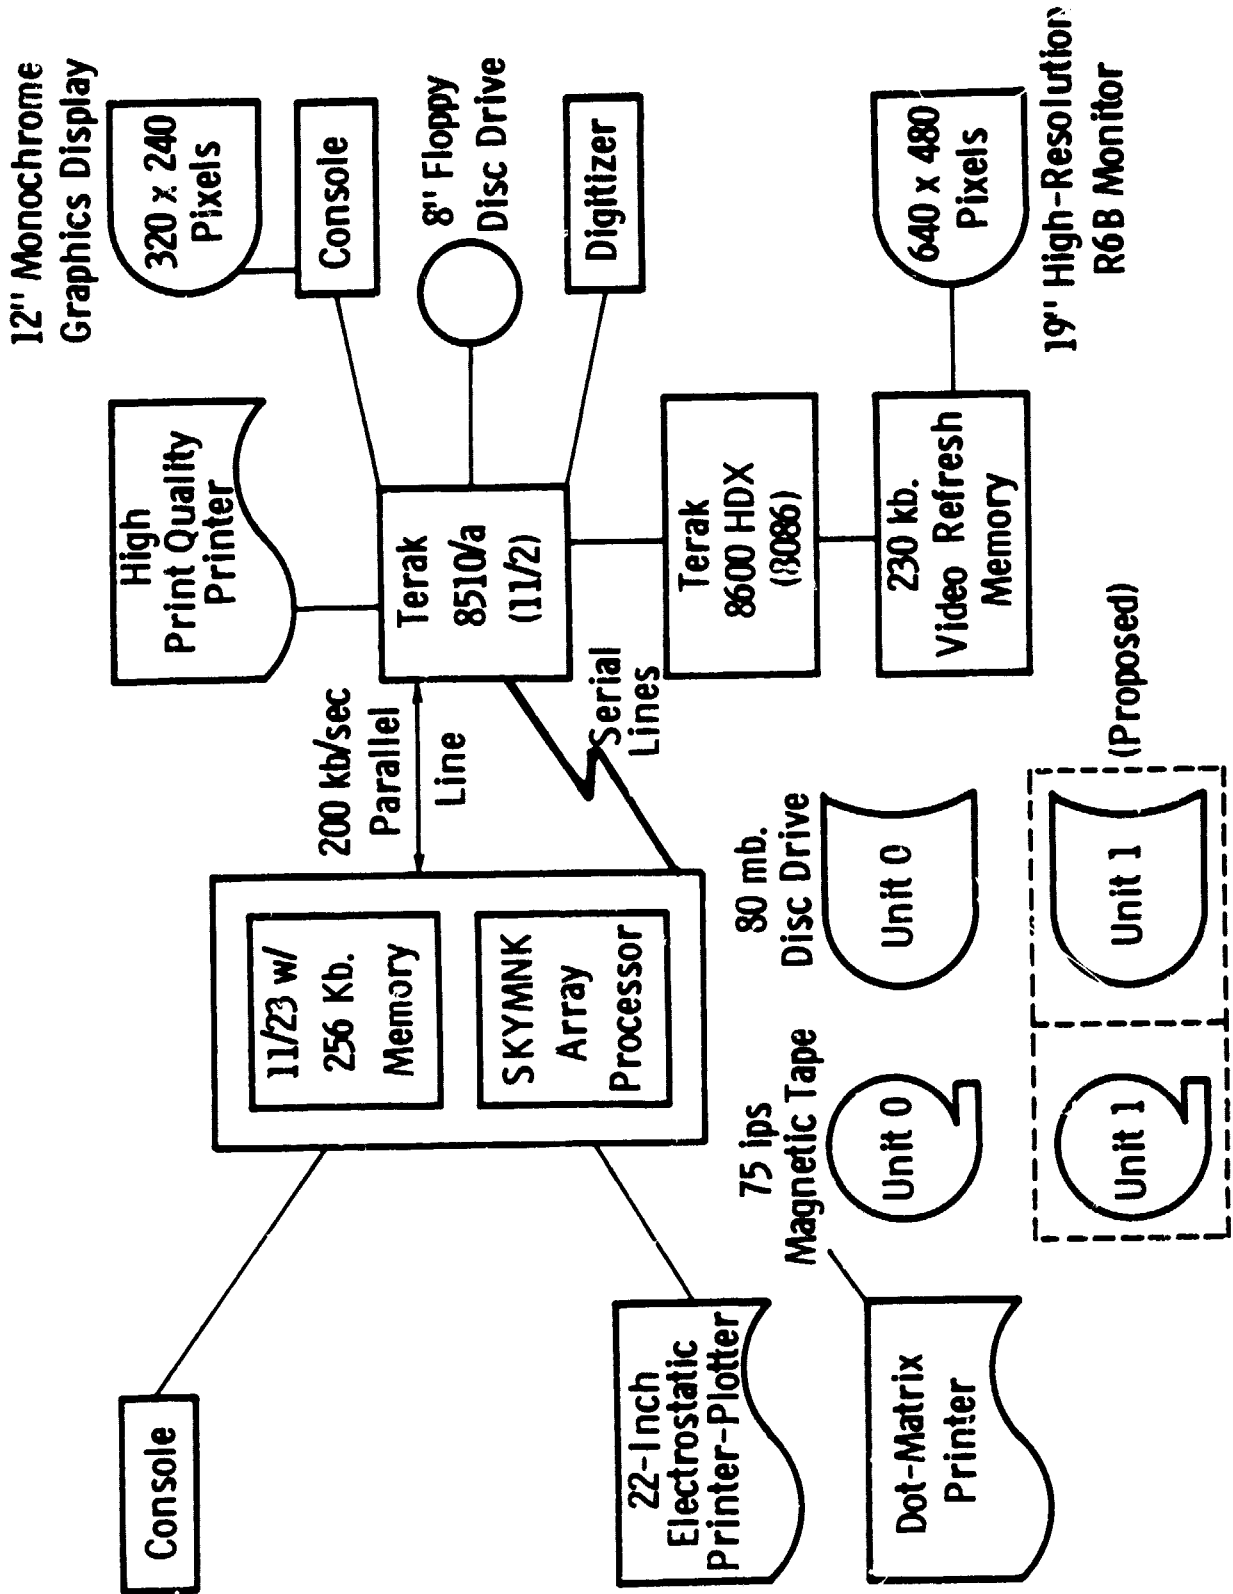 Console
22-Inch
Electrostatic
Printer-Plotter
Dot-Matrix
Printer
11/23 w/
256 Kb.
Memory
SKYMNK
Array
Processor
75 ips
Magnetic Tape
Unit 0
Unit 1
80 mb.
Disc Drive
Unit 0
Unit 1
(Proposed)
200 kb/sec
Parallel
Line
Serial
Lines
High
Print Quality
Printer
Terak
8510/a
(11/2)
Terak
8600 HDX
(8086)
230 kb.
Video Refresh
Memory
12" Monochrome
Graphics Display
320 x 240
Pixels
Console
8" Floppy
Disc Drive
Digitizer
640 x 480
Pixels
19" High-Resolution
R6B Monitor